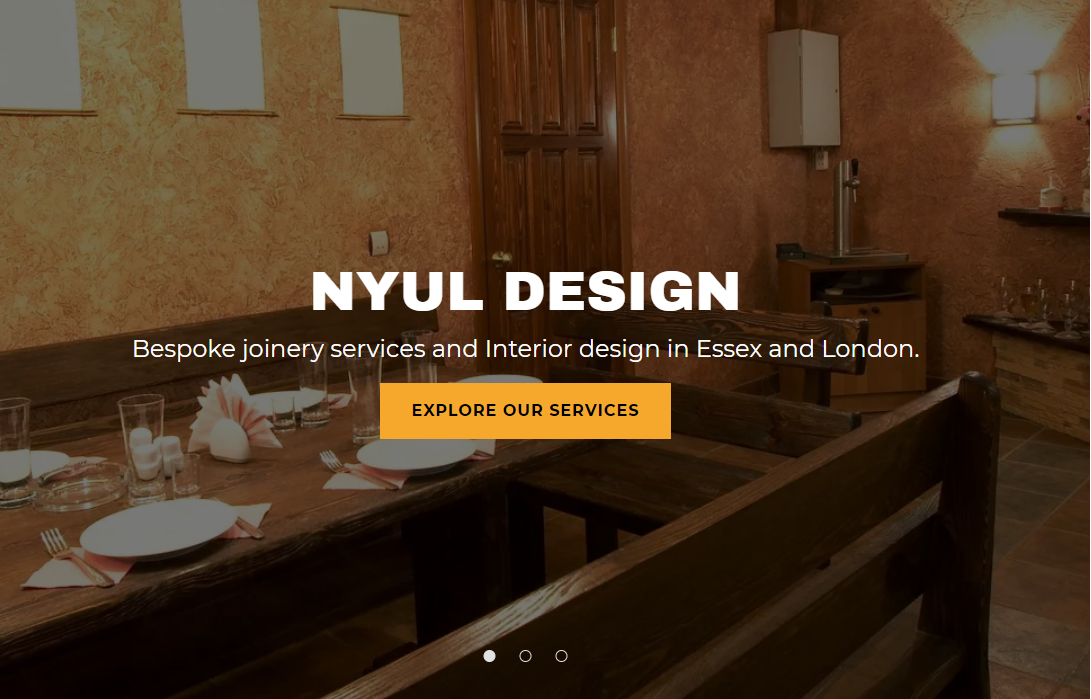 NYUL DESIGN
Bespoke joinery services and Interior design in Essex and London.
EXPLORE OUR SERVICES